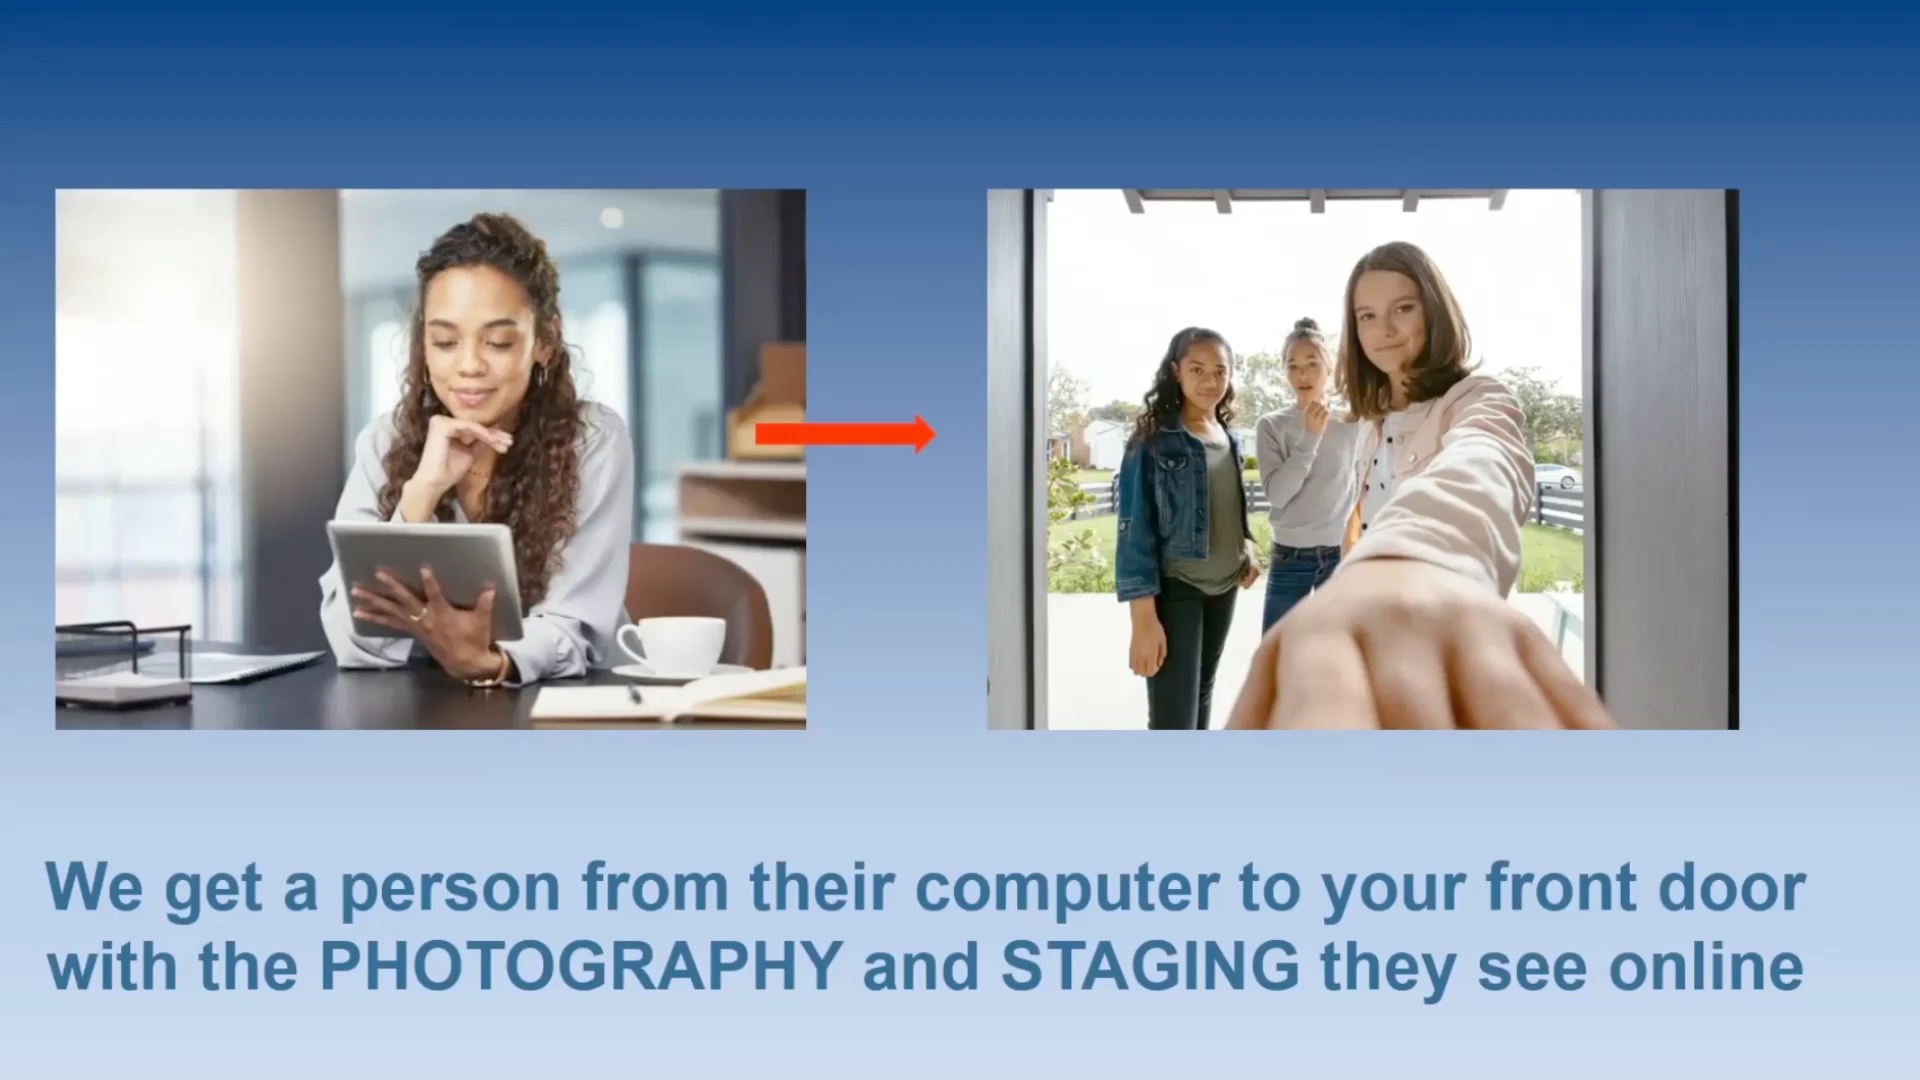 We get a person from their computer to your front door
with the PHOTOGRAPHY and STAGING they see online